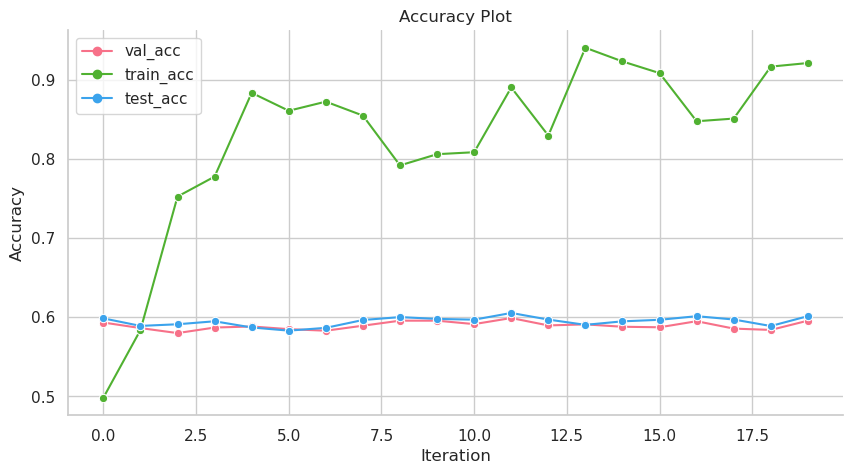 Accuracy Plot
val_acc
train_acc
test_acc
0.9
0.8
0.7
0.6
0.5
Accuracy
0.0 2.5 5.0 7.5 10.0 12.5 15.0 17.5
Iteration